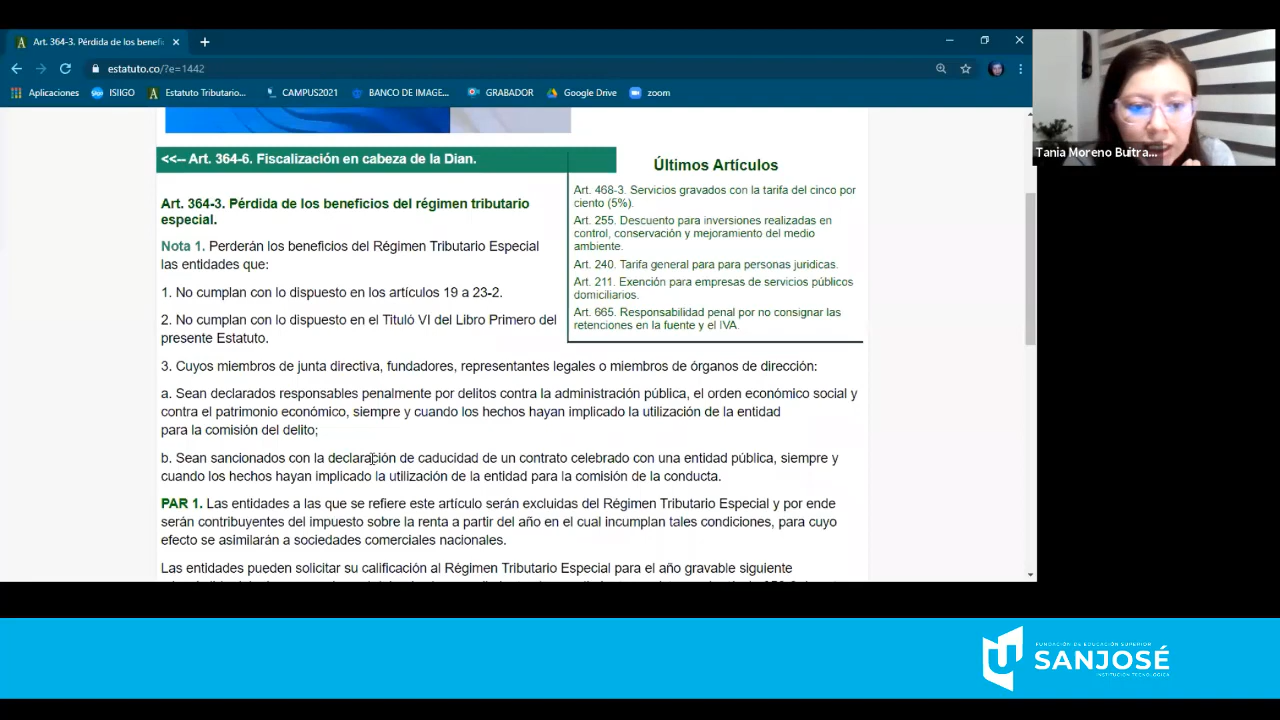 Art. 364-3. Pérdida de los benefi
estatuto.co/?e=1442
Aplicaciones
ISIIGO
Estatuto Tributario...
CAMPUS2021
BANCO DE IMAGE...
GRABADOR
Google Drive
zoom
Tania Moreno Buitra...
<<-- Art. 364-6. Fiscalización en cabeza de la Dian.
Art. 364-3. Pérdida de los beneficios del régimen tributario
especial.
Nota 1. Perderán los beneficios del Régimen Tributario Especial
las entidades que:
1. No cumplan con lo dispuesto en los artículos 19 a 23-2.
2. No cumplan con lo dispuesto en el Tituló VI del Libro Primero del
presente Estatuto.
Últimos Artículos
Art. 468-3. Servicios gravados con la tarifa del cinco por
ciento (5%).
Art. 255. Descuento para inversiones realizadas en
control, conservación y mejoramiento del medio
ambiente.
Art. 240. Tarifa general para para personas juridicas.
Art. 211. Exención para empresas de servicios públicos
domiciliarios.
Art. 665. Responsabilidad penal por no consignar las
retenciones en la fuente y el IVA.
3. Cuyos miembros de junta directiva, fundadores, representantes legales o miembros de órganos de dirección:
a. Sean declarados responsables penalmente por delitos contra la administración pública, el orden económico social y
contra el patrimonio económico, siempre y cuando los hechos hayan implicado la utilización de la entidad
para la comisión del delito;
b. Sean sancionados con la declaración de caducidad de un contrato celebrado con una entidad pública, siempre y
cuando los hechos hayan implicado la utilización de la entidad para la comisión de la conducta.
PAR 1. Las entidades a las que se refiere este artículo serán excluidas del Régimen Tributario Especial y por ende
serán contribuyentes del impuesto sobre la renta a partir del año en el cual incumplan tales condiciones, para cuyo
efecto se asimilarán a sociedades comerciales nacionales.
Las entidades pueden solicitar su calificación al Régimen Tributario Especial para el año gravable siguiente
FUNDACIÓN DE EDUCACIÓN SUPERIOR
SANJOSÉ
INSTITUCIÓN TECNOLÓGICA